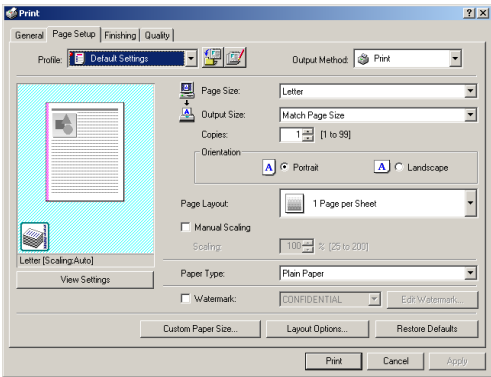 Print
General Page Setup Finishing Quality
Profile: Default Settings Output Method: Print
Page Size: Letter
Output Size: Match Page Size
Copies: 1 [1 to 99]
Orientation
A Portrait A Landscape
Page Layout: 1 Page per Sheet
Manual Scaling
Scaling: 100 % [25 to 200]
Letter [Scaling:Auto]
View Settings
Paper Type: Plain Paper
Watermark: CONFIDENTIAL Edit Watermark...
Custom Paper Size... Layout Options... Restore Defaults
Print Cancel Apply